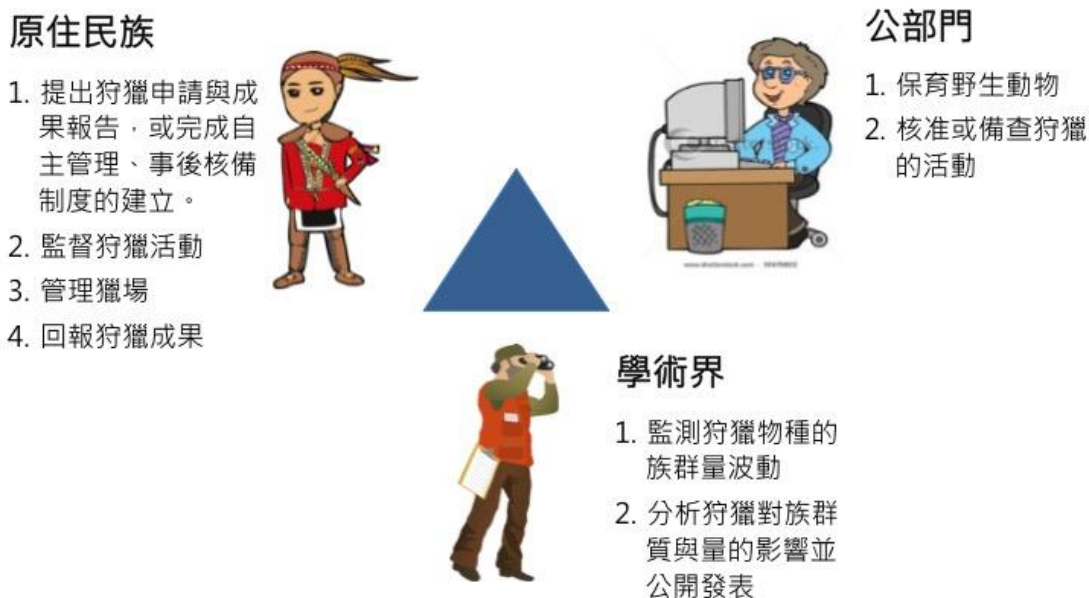 原住民族
1. 提出狩獵申請與成
果報告，或完成自
主管理、事後核備
制度的建立。
2. 監督狩獵活動
3. 管理獵場
4. 回報狩獵成果
公部門
1. 保育野生動物
2. 核准或備查狩獵
的活動
www.shutterstock.com
學術界
1. 監測狩獵物種的
族群量波動
2. 分析狩獵對族群
質與量的影響並
公開發表